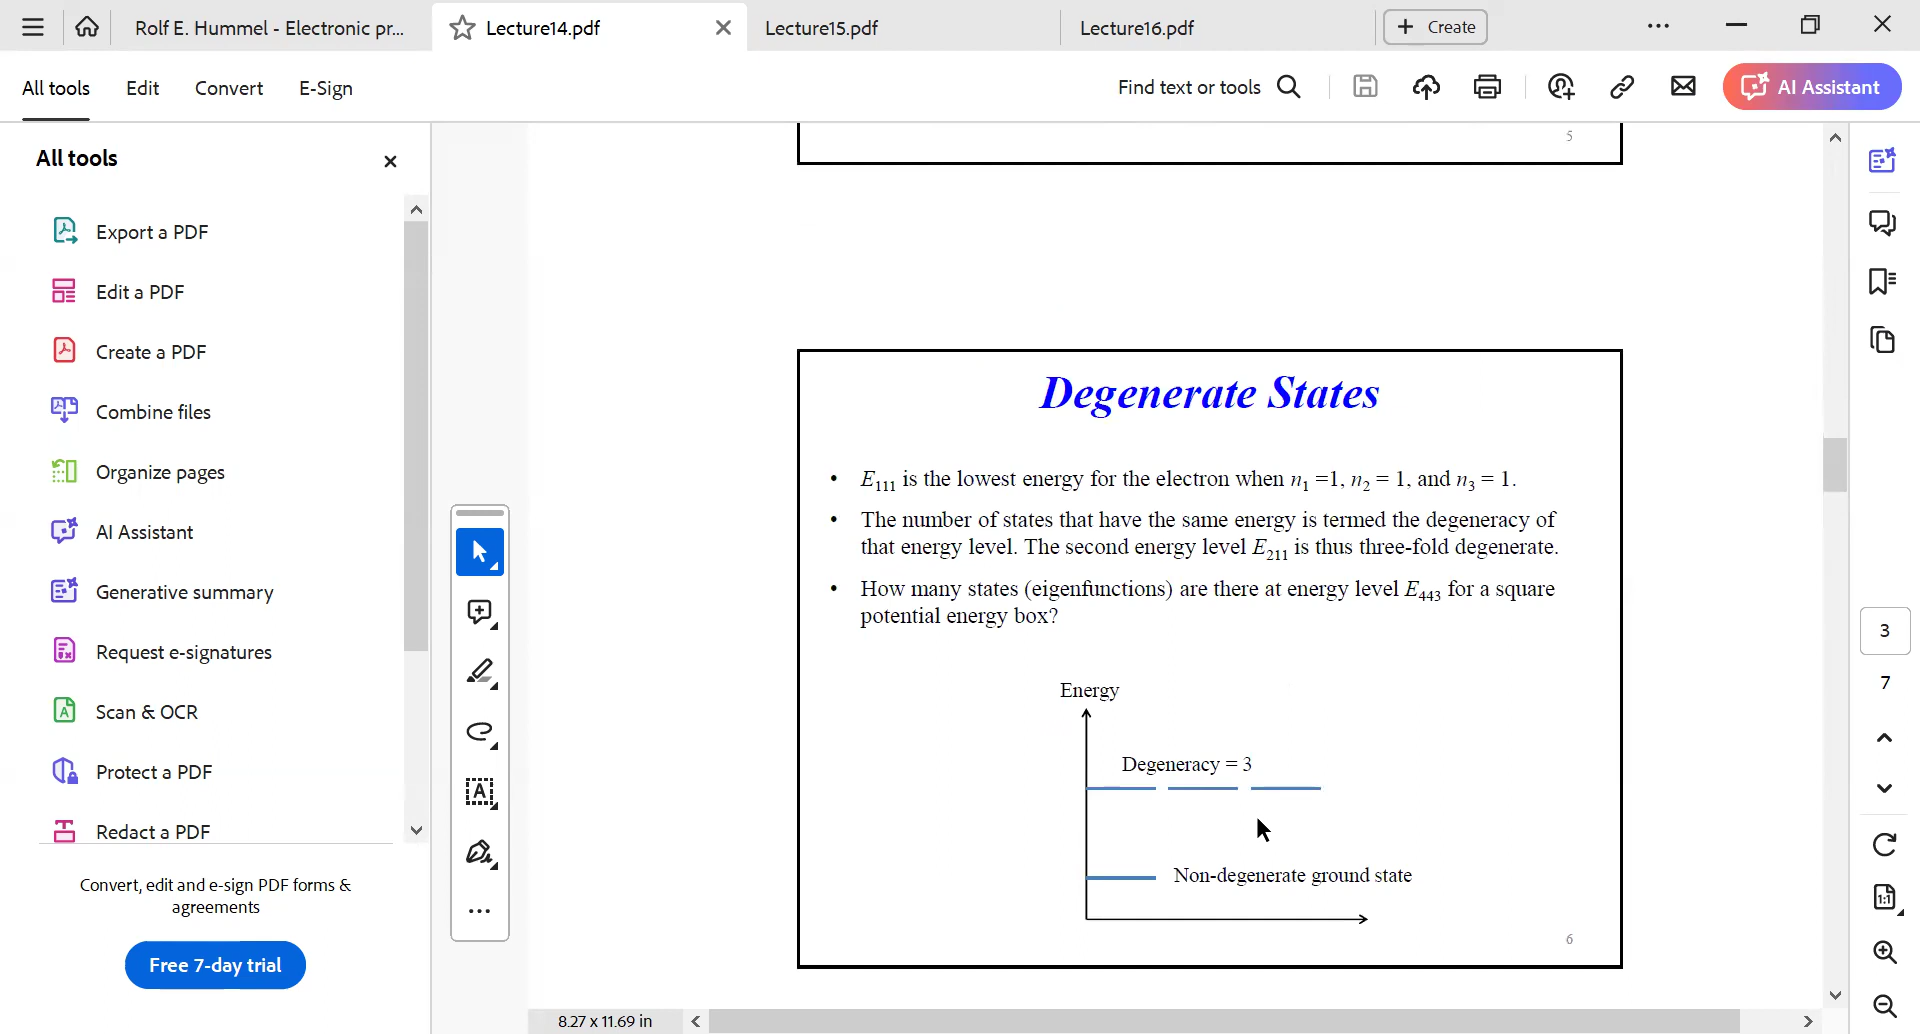 Rolf E. Hummel - Electronic pr...
Lecture14.pdf
Lecture15.pdf
Lecture16.pdf
Create
All tools
Edit
Convert
E-Sign
Find text or tools
AI Assistant
All tools
Export a PDF
Edit a PDF
Create a PDF
Combine files
Organize pages
AI Assistant
Generative summary
Request e-signatures
Scan & OCR
Protect a PDF
Redact a PDF
Convert, edit and e-sign PDF forms &
agreements
Free 7-day trial
5
Degenerate States
• E₁₁₁ is the lowest energy for the electron when n₁ =1, n₂ = 1, and n₃ = 1.
• The number of states that have the same energy is termed the degeneracy of
that energy level. The second energy level E₂₁₁ is thus three-fold degenerate.
• How many states (eigenfunctions) are there at energy level E₄₄₃ for a square
potential energy box?
Energy
Degeneracy = 3
Non-degenerate ground state
6
8.27 x 11.69 in
3
7
1:1